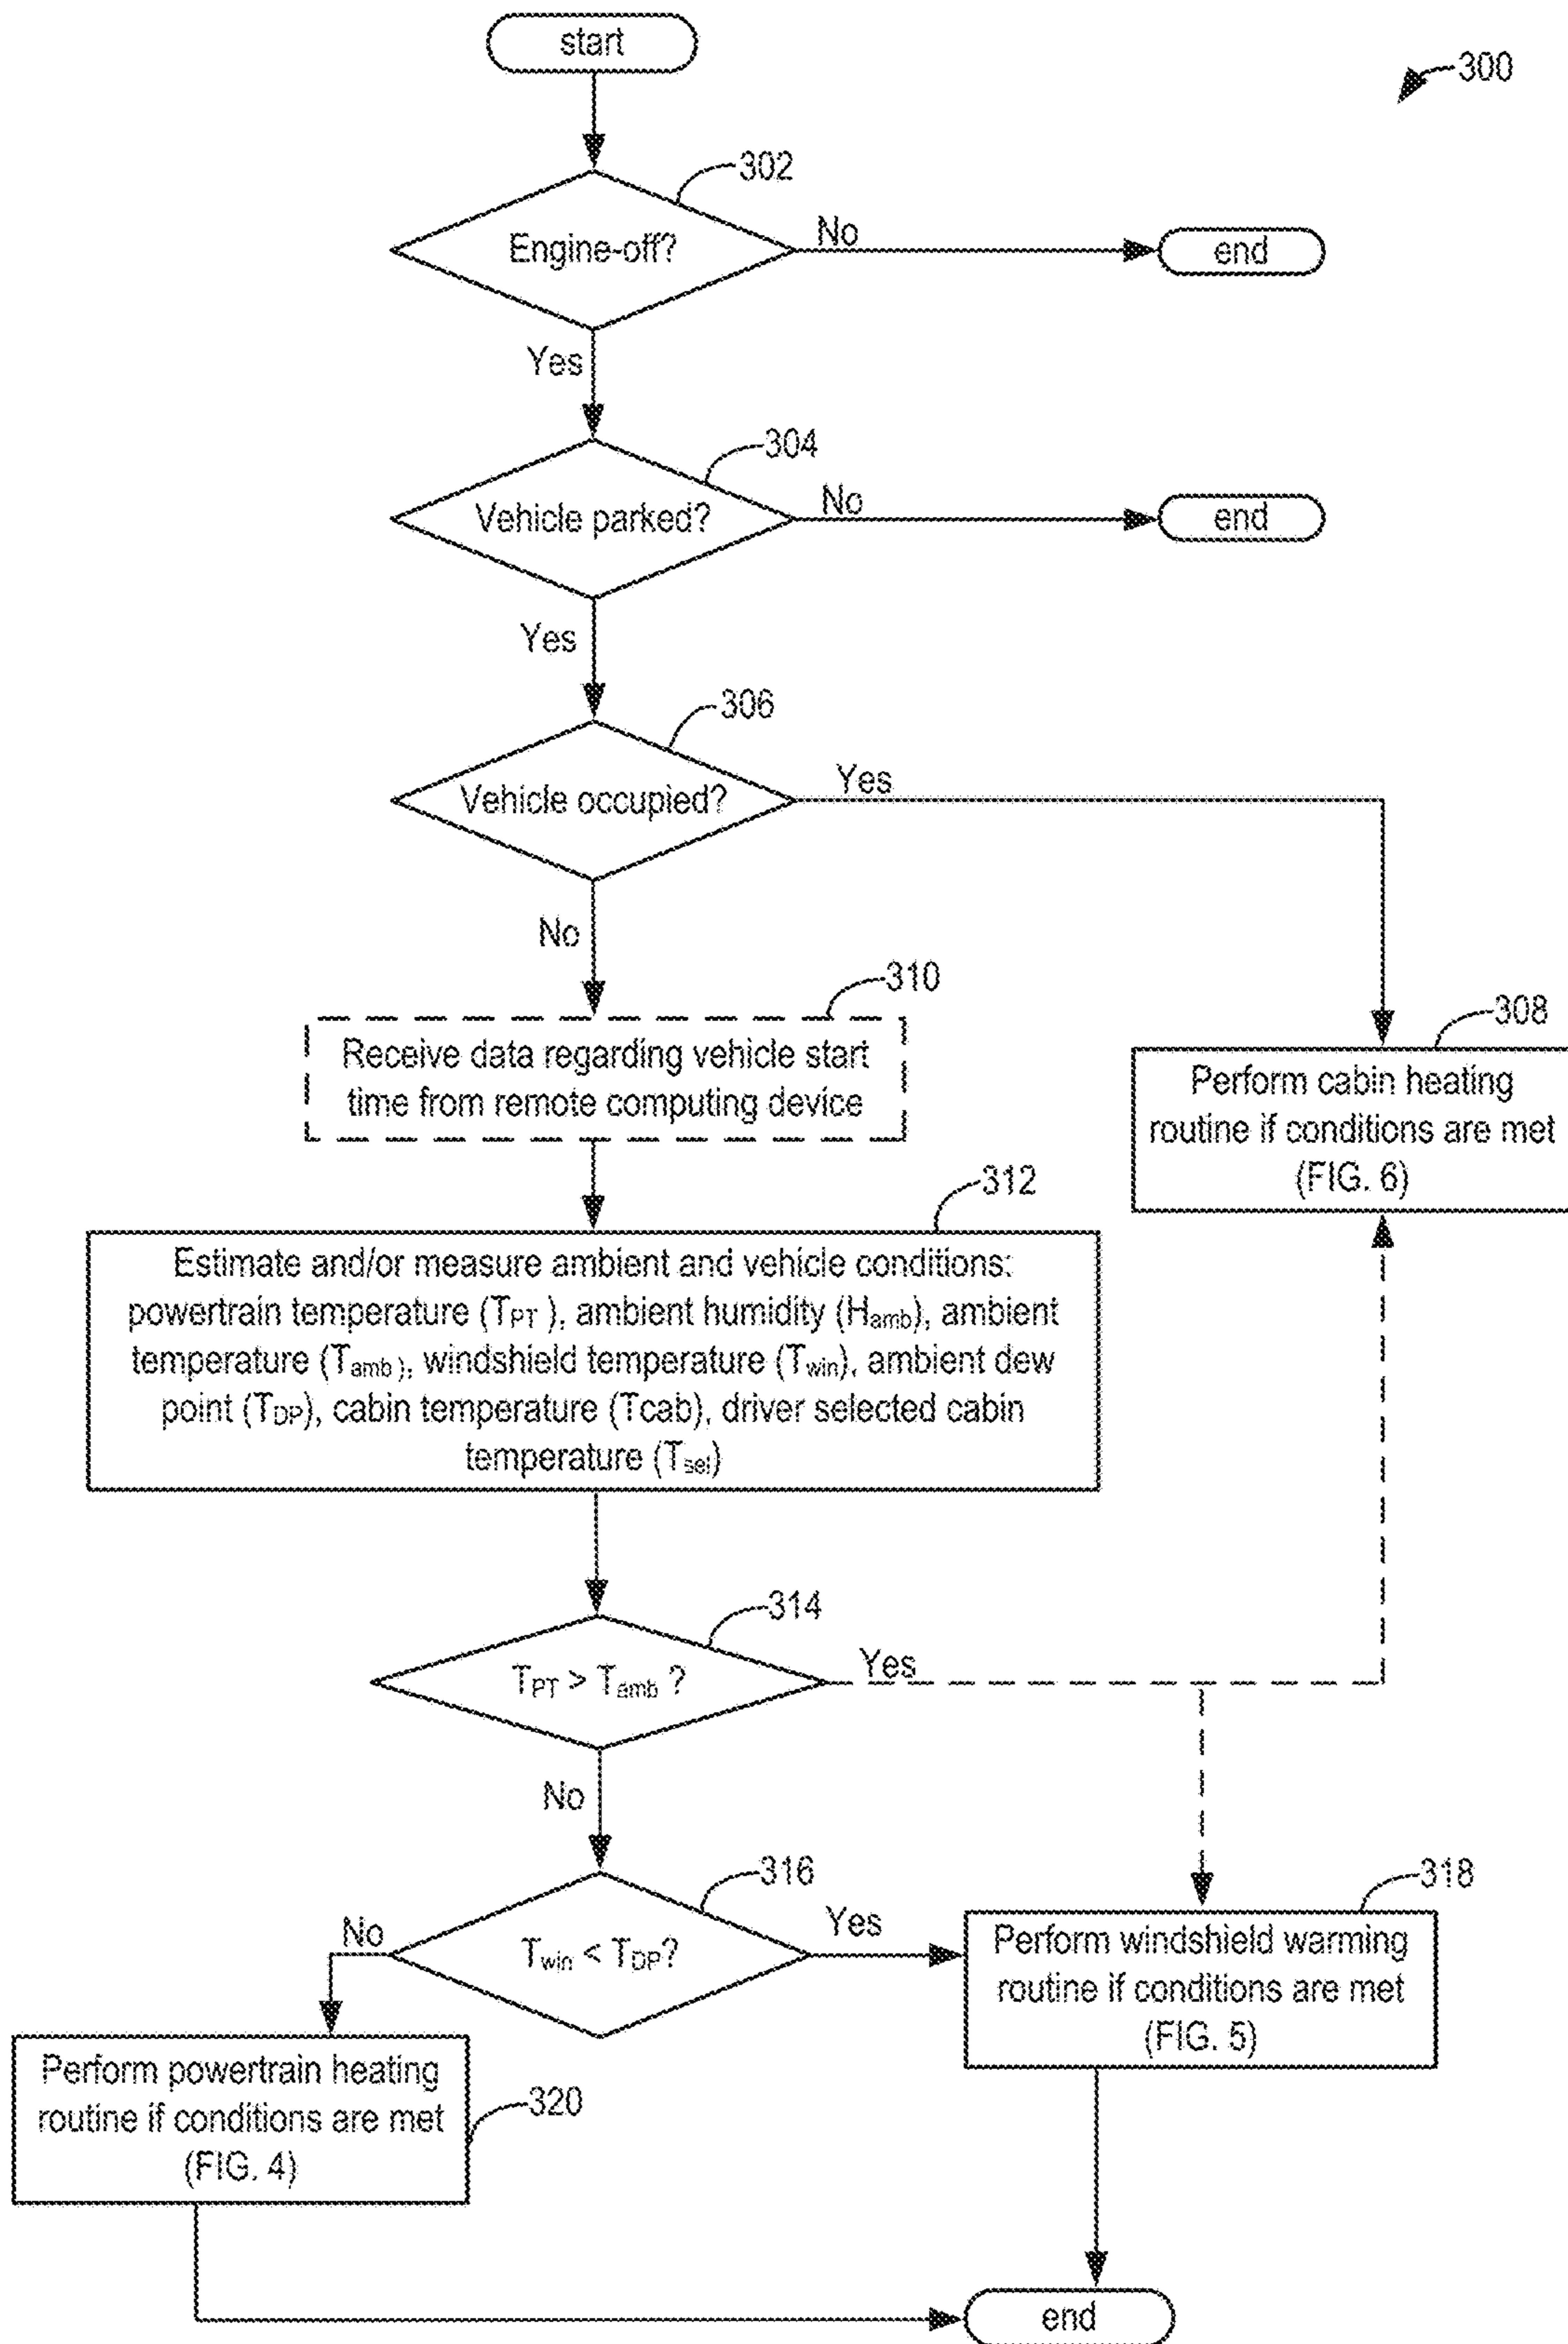 start
300
302
Engine-off?
No
end
Yes
304
Vehicle parked?
No
end
Yes
306
Vehicle occupied?
Yes
No
310
Receive data regarding vehicle start
time from remote computing device
308
Perform cabin heating
routine if conditions are met
(FIG. 6)
312
Estimate and/or measure ambient and vehicle conditions:
powertrain temperature (TPT ), ambient humidity (Hamb), ambient
temperature (Tamb ), windshield temperature (Twin), ambient dew
point (TDP), cabin temperature (Tcab), driver selected cabin
temperature (Tsel)
314
TPT > Tamb ?
Yes
No
316
Twin < TDP?
No
Yes
318
Perform windshield warming
routine if conditions are met
(FIG. 5)
Perform powertrain heating
routine if conditions are met
(FIG. 4)
320
end